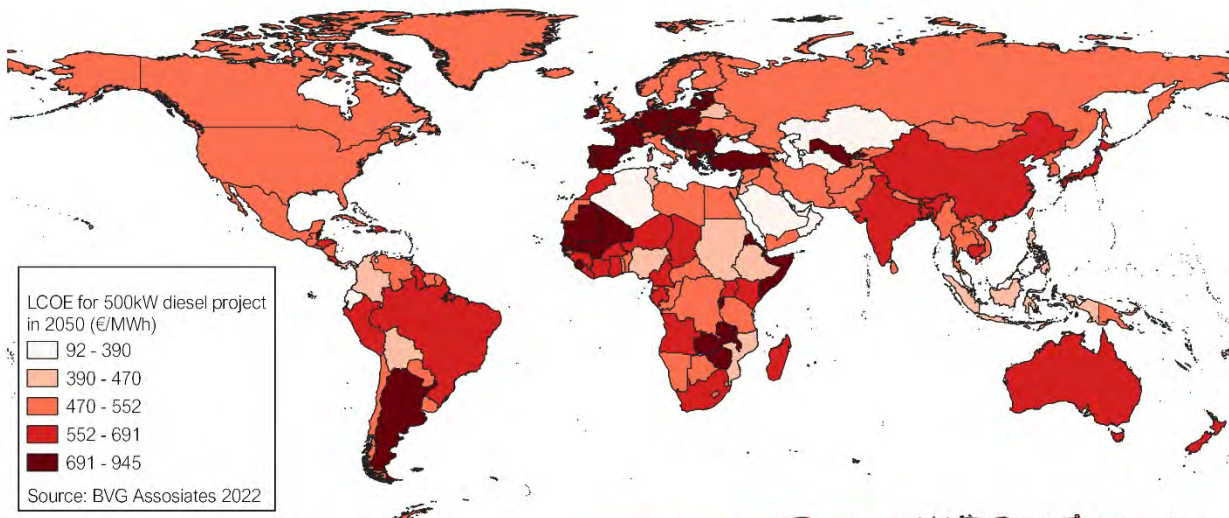 LCOE for 500kW diesel project
in 2050 (€/MWh)
92 - 390
390 - 470
470 - 552
552 - 691
691 - 945
Source: BVG Assosiates 2022